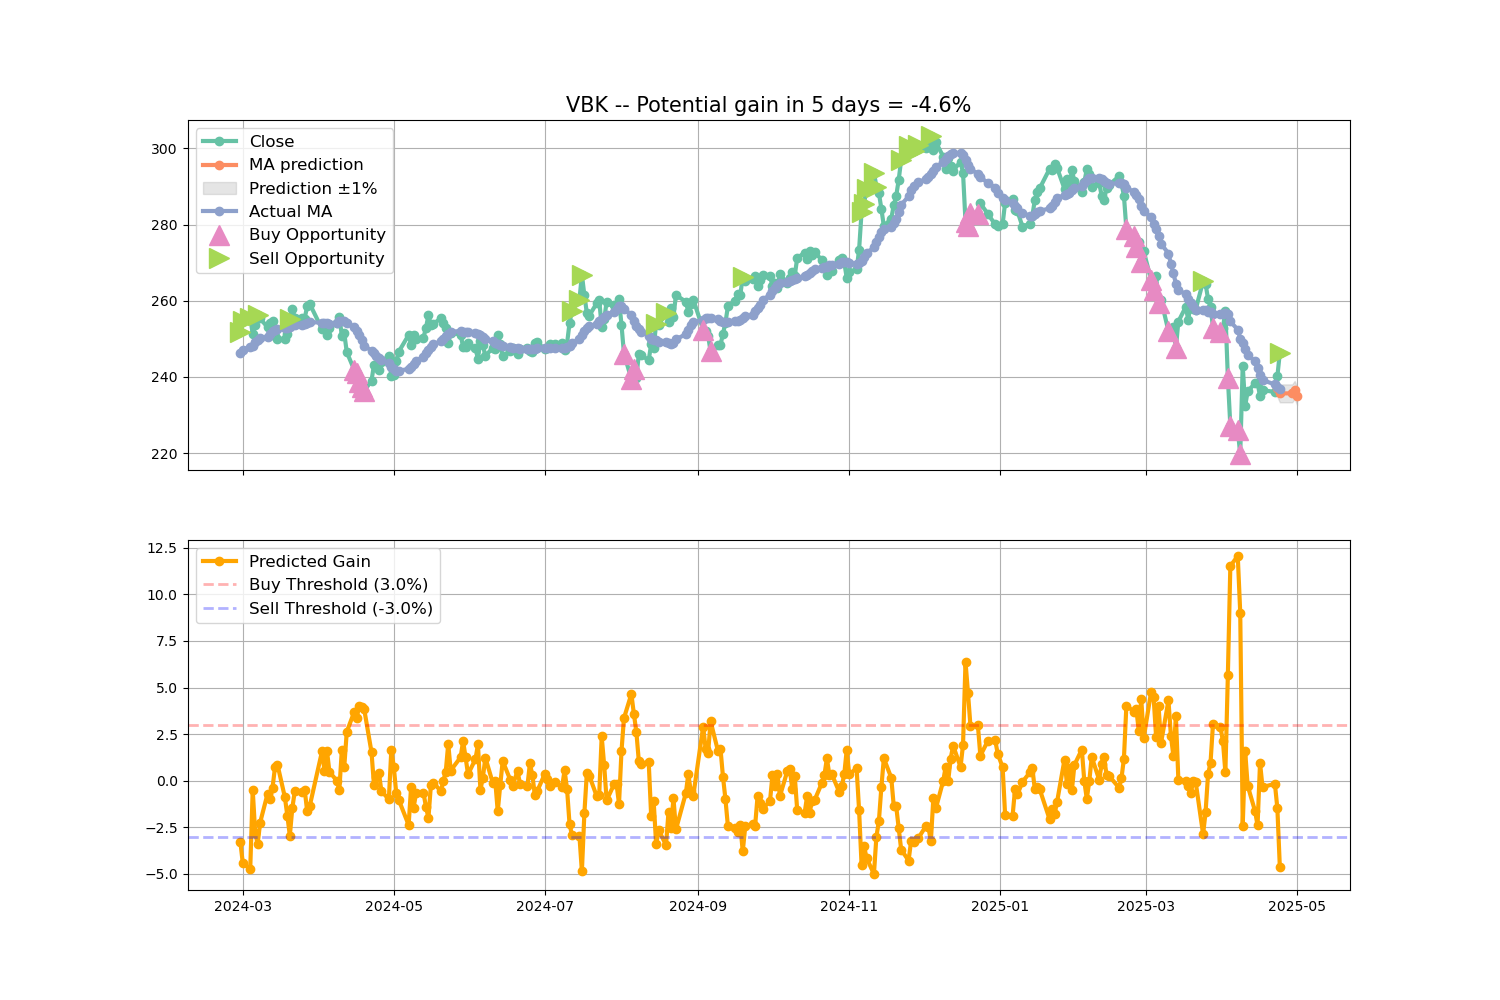 VBK -- Potential gain in 5 days = -4.6%
300
280
260
240
220
Close
MA prediction
Prediction ±1%
Actual MA
Buy Opportunity
Sell Opportunity
12.5
10.0
7.5
5.0
2.5
0.0
−2.5
−5.0
Predicted Gain
Buy Threshold (3.0%)
Sell Threshold (-3.0%)
2024-03
2024-05
2024-07
2024-09
2024-11
2025-01
2025-03
2025-05